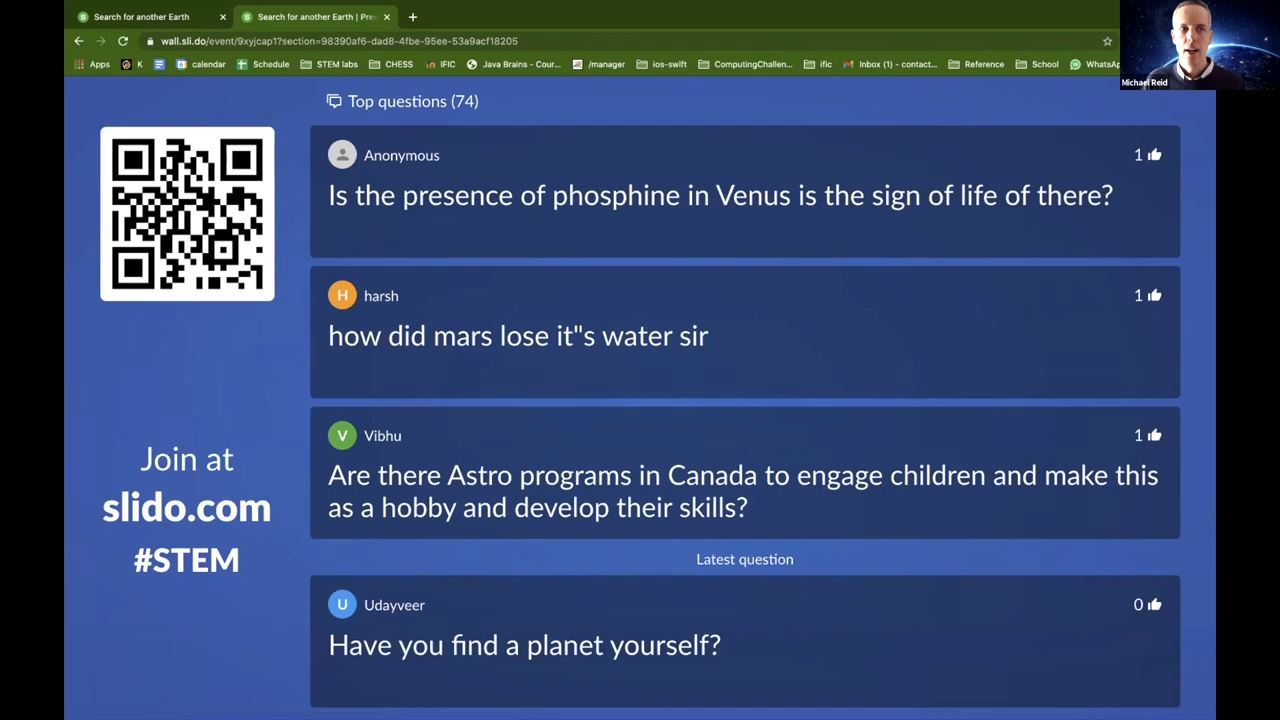 Search for another Earth
Search for another Earth | Pre
wall.sli.do/event/9xyjcap1?section=98390af6-dad8-4fbe-95ee-53a9acf18205
Apps K calendar Schedule STEM labs CHESS IFIC Java Brains - Cour... /manager ios-swift ComputingChallen... ific Inbox (1) - contact... Reference School WhatsAp
Michael Reid
Top questions (74)
Anonymous 1
Is the presence of phosphine in Venus is the sign of life of there?
H harsh 1
how did mars lose it"s water sir
V Vibhu 1
Are there Astro programs in Canada to engage children and make this
as a hobby and develop their skills?
Join at
slido.com
#STEM
Latest question
U Udayveer 0
Have you find a planet yourself?